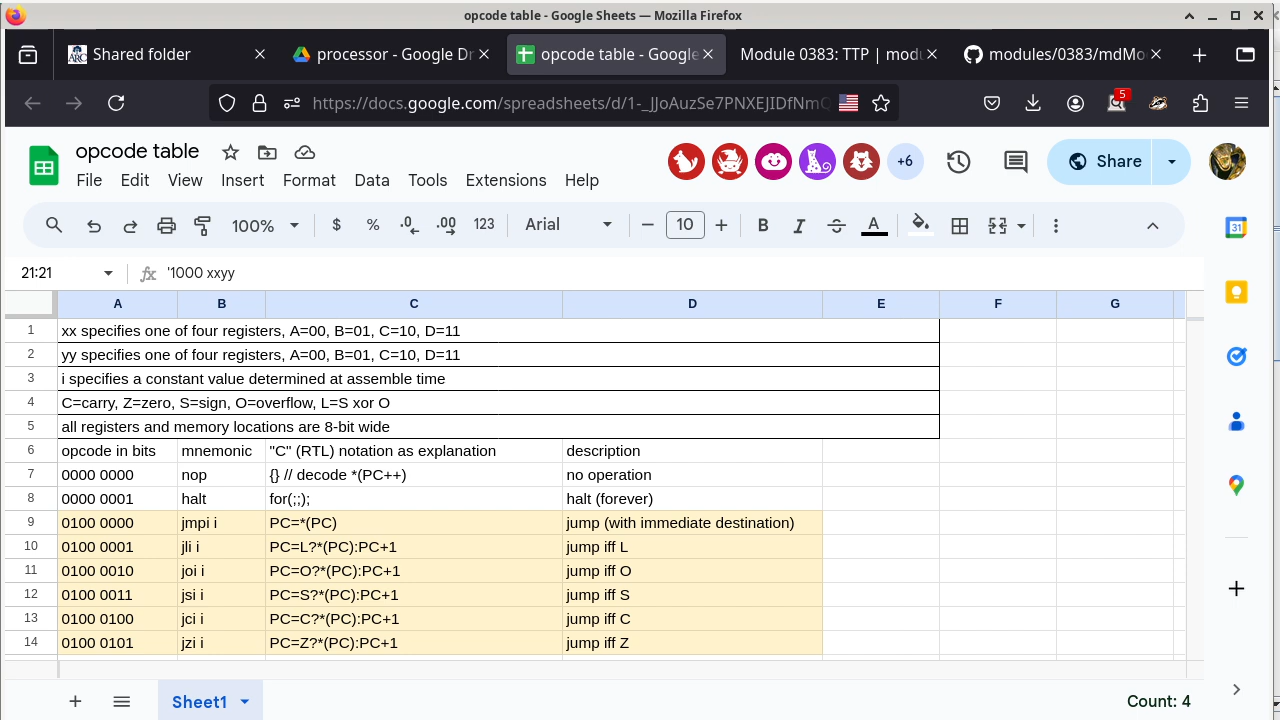 opcode table - Google Sheets — Mozilla Firefox
Shared folder
processor - Google Dr
opcode table - Google
Module 0383: TTP | modu
modules/0383/mdMo
https://docs.google.com/spreadsheets/d/1-_JJoAuzSe7PNXEJIDfNmC
5
opcode table
File Edit View Insert Format Data Tools Extensions Help
+6
Share
100%
$ % .0 .00 123
Arial
10
B I A
31
21:21
fx '1000 xxyy
A B C D E F G
1 xx specifies one of four registers, A=00, B=01, C=10, D=11
2 yy specifies one of four registers, A=00, B=01, C=10, D=11
3 i specifies a constant value determined at assemble time
4 C=carry, Z=zero, S=sign, O=overflow, L=S xor O
5 all registers and memory locations are 8-bit wide
6 opcode in bits mnemonic "C" (RTL) notation as explanation description
7 0000 0000 nop {} // decode *(PC++) no operation
8 0000 0001 halt for(;;); halt (forever)
9 0100 0000 jmpi i PC=*(PC) jump (with immediate destination)
10 0100 0001 jli i PC=L?*(PC):PC+1 jump iff L
11 0100 0010 joi i PC=O?*(PC):PC+1 jump iff O
12 0100 0011 jsi i PC=S?*(PC):PC+1 jump iff S
13 0100 0100 jci i PC=C?*(PC):PC+1 jump iff C
14 0100 0101 jzi i PC=Z?*(PC):PC+1 jump iff Z
Sheet1
Count: 4